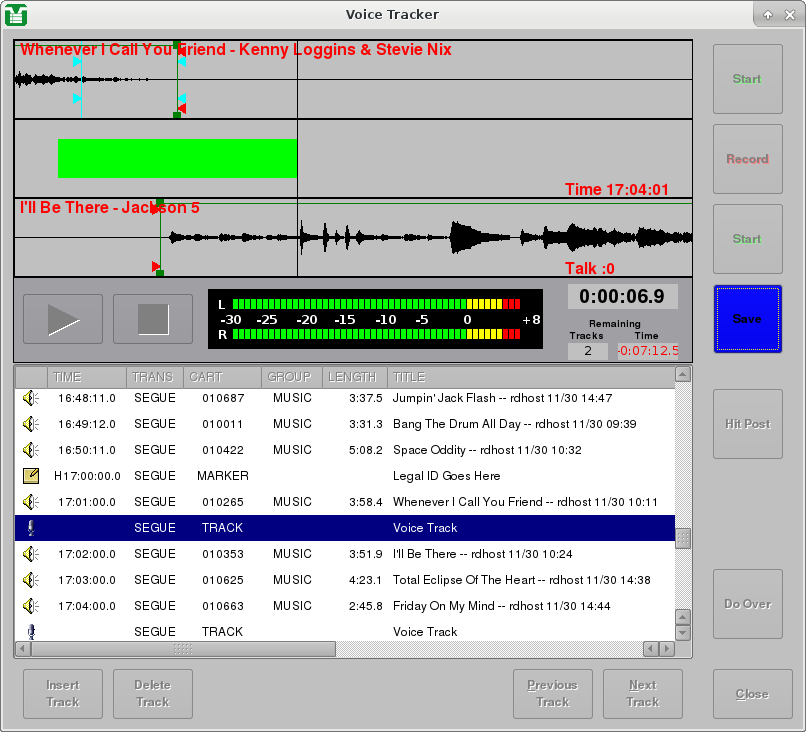 Voice Tracker
Whenever I Call You Friend - Kenny Loggins & Stevie Nix
Start
Record
Time 17:04:01
I'll Be There - Jackson 5
Start
Talk :0
L
-30 -25 -20 -15 -10 -5 0 +8
R
0:00:06.9
Remaining
Tracks Time
2 -0:07:12.5
Save
TIME TRANS CART GROUP LENGTH TITLE
16:48:11.0 SEGUE 010687 MUSIC 3:37.5 Jumpin' Jack Flash -- rdhost 11/30 14:47
16:49:12.0 SEGUE 010011 MUSIC 3:31.3 Bang The Drum All Day -- rdhost 11/30 09:39
16:50:11.0 SEGUE 010422 MUSIC 5:08.2 Space Oddity -- rdhost 11/30 10:32
H17:00:00.0 SEGUE MARKER Legal ID Goes Here
17:01:00.0 SEGUE 010265 MUSIC 3:58.4 Whenever I Call You Friend -- rdhost 11/30 10:11
SEGUE TRACK Voice Track
17:02:00.0 SEGUE 010353 MUSIC 3:51.9 I'll Be There -- rdhost 11/30 10:24
17:03:00.0 SEGUE 010625 MUSIC 4:23.1 Total Eclipse Of The Heart -- rdhost 11/30 14:38
17:04:00.0 SEGUE 010663 MUSIC 2:45.8 Friday On My Mind -- rdhost 11/30 14:44
SEGUE TRACK Voice Track
Hit Post
Do Over
Insert Track
Delete Track
Previous Track
Next Track
Close